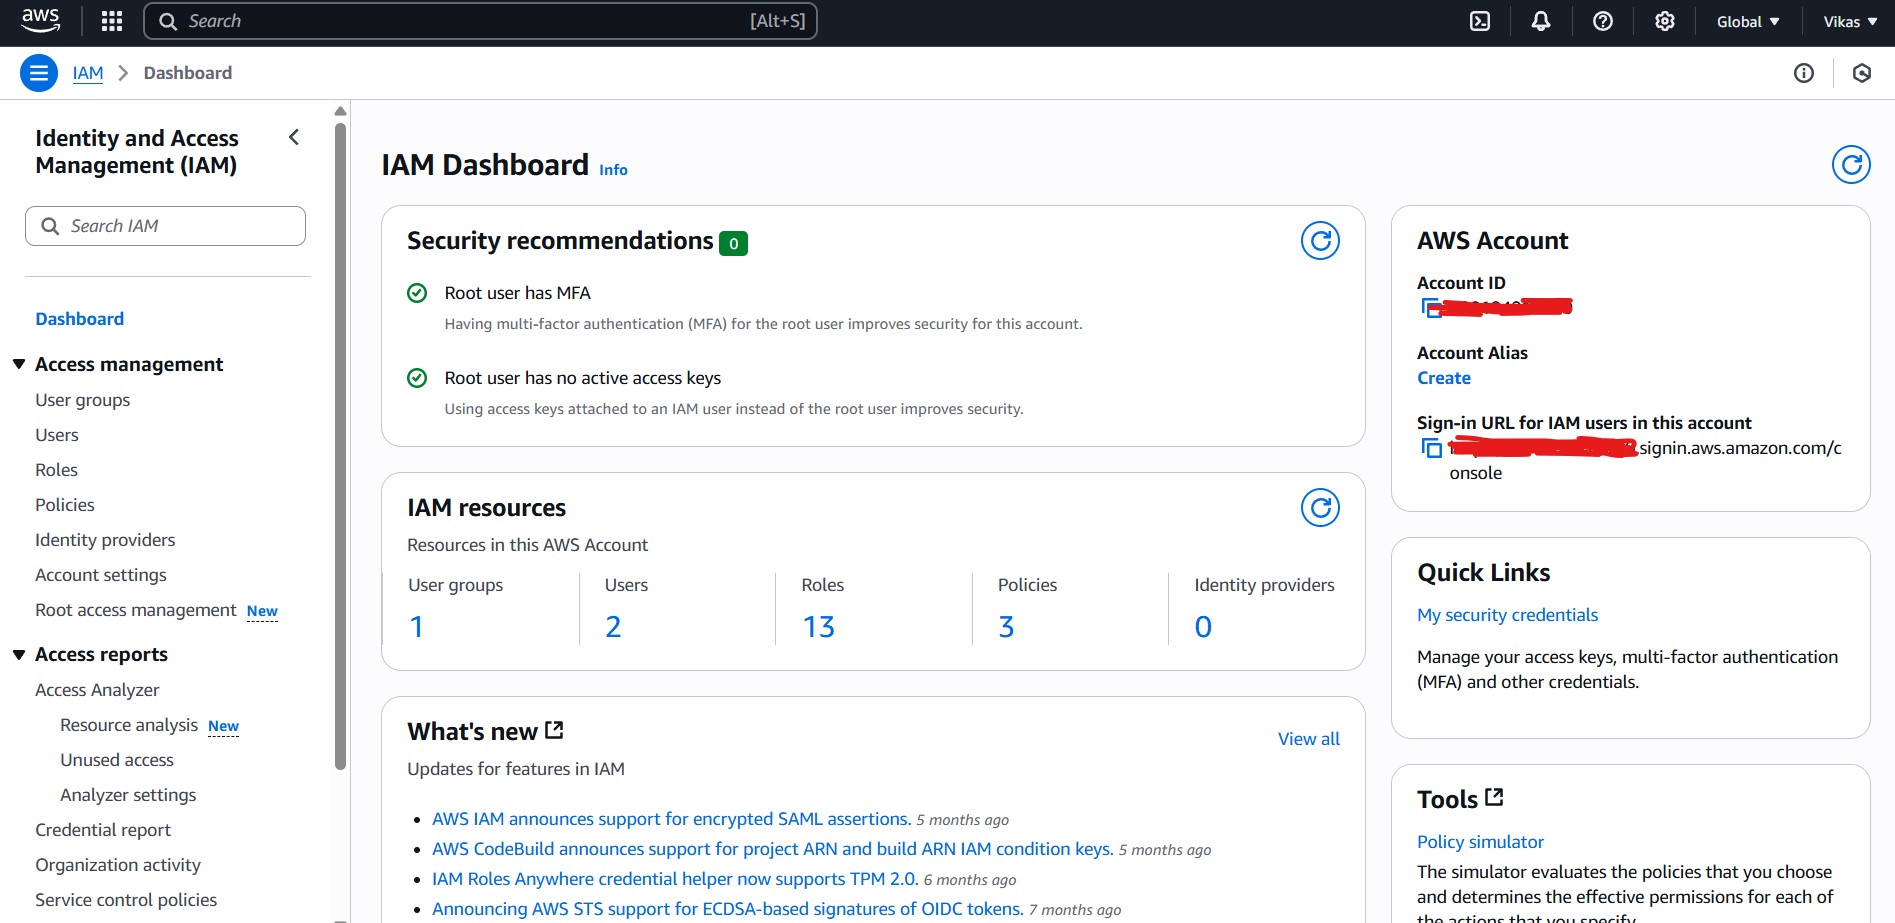 aws
Search [Alt+S]
Global
Vikas
IAM Dashboard
Identity and Access
Management (IAM)
Search IAM
Dashboard
Access management
User groups
Users
Roles
Policies
Identity providers
Account settings
Root access management New
Access reports
Access Analyzer
Resource analysis New
Unused access
Analyzer settings
Credential report
Organization activity
Service control policies
IAM Dashboard Info
Security recommendations 0
Root user has MFA
Having multi-factor authentication (MFA) for the root user improves security for this account.
Root user has no active access keys
Using access keys attached to an IAM user instead of the root user improves security.
IAM resources
Resources in this AWS Account
User groups Users Roles Policies Identity providers
1 2 13 3 0
What's new
View all
Updates for features in IAM
AWS IAM announces support for encrypted SAML assertions. 5 months ago
AWS CodeBuild announces support for project ARN and build ARN IAM condition keys. 5 months ago
IAM Roles Anywhere credential helper now supports TPM 2.0. 6 months ago
Announcing AWS STS support for ECDSA-based signatures of OIDC tokens. 7 months ago
AWS Account
Account ID
Account Alias
Create
Sign-in URL for IAM users in this account
.signin.aws.amazon.com/c
onsole
Quick Links
My security credentials
Manage your access keys, multi-factor authentication
(MFA) and other credentials.
Tools
Policy simulator
The simulator evaluates the policies that you choose
and determines the effective permissions for each of
the actions that you specify